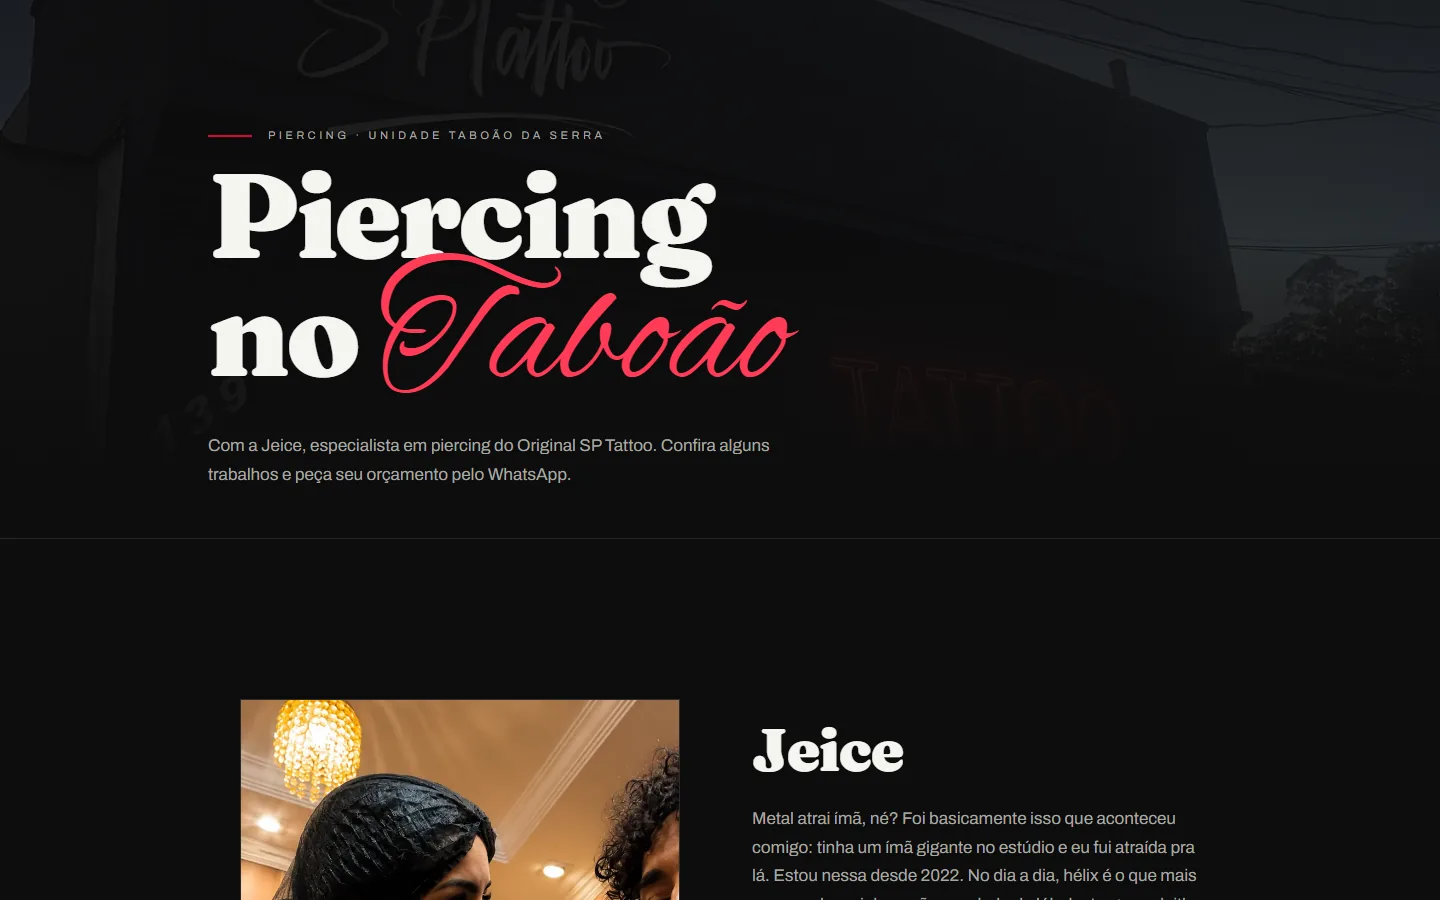 SPtattoo
PIERCING · UNIDADE TABOÃO DA SERRA
Piercing
no Taboão
139
TATTOO
Com a Jeice, especialista em piercing do Original SP Tattoo. Confira alguns
trabalhos e peça seu orçamento pelo WhatsApp.
Jeice
Metal atrai ímã, né? Foi basicamente isso que aconteceu
comigo: tinha um ímã gigante no estúdio e eu fui atraída pra
lá. Estou nessa desde 2022. No dia a dia, hélix é o que mais